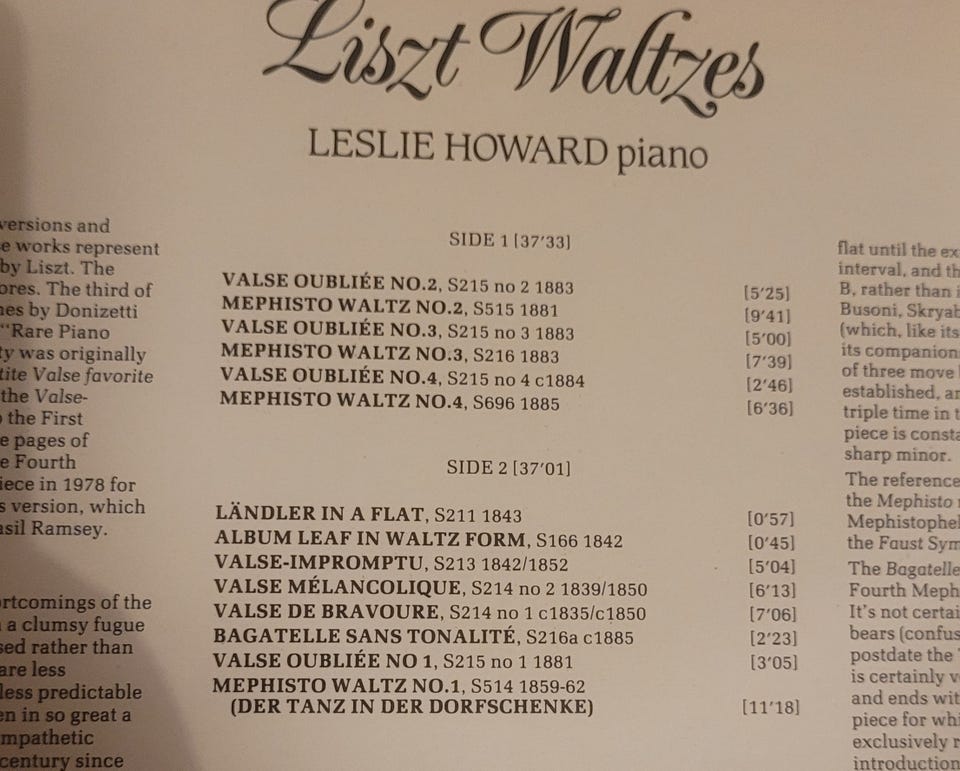 Liszt Waltzes
LESLIE HOWARD piano
versions and
e works represent
by Liszt. The
ores. The third of
nes by Donizetti
"Rare Piano
ty was originally
tite Valse favorite
the Valse-
o the First
e pages of
e Fourth
iece in 1978 for
s version, which
asil Ramsey.
ortcomings of the
a clumsy fugue
sed rather than
are less
less predictable
en in so great a
mpathetic
century since
SIDE 1 [37'33]
VALSE OUBLIÉE NO.2, S215 no 2 1883 [5'25]
MEPHISTO WALTZ NO.2, S515 1881 [9'41]
VALSE OUBLIÉE NO.3, S215 no 3 1883 [5'00]
MEPHISTO WALTZ NO.3, S216 1883 [7'39]
VALSE OUBLIÉE NO.4, S215 no 4 c1884 [2'46]
MEPHISTO WALTZ NO.4, S696 1885 [6'36]
SIDE 2 [37'01]
LÄNDLER IN A FLAT, S211 1843 [0'57]
ALBUM LEAF IN WALTZ FORM, S166 1842 [0'45]
VALSE-IMPROMPTU, S213 1842/1852 [5'04]
VALSE MÉLANCOLIQUE, S214 no 2 1839/1850 [6'13]
VALSE DE BRAVOURE, S214 no 1 c1835/c1850 [7'06]
BAGATELLE SANS TONALITÉ, S216a c1885 [2'23]
VALSE OUBLIÉE NO 1, S215 no 1 1881 [3'05]
MEPHISTO WALTZ NO.1, S514 1859-62
(DER TANZ IN DER DORFSCHENKE) [11'18]
flat until the ex
interval, and th
B, rather than i
Busoni, Skryab
(which, like its
its companion
of three move
established, an
triple time in t
piece is consta
sharp minor.
The reference
the Mephisto
Mephistophel
the Faust Sym
The Bagatelle
Fourth Meph
It's not certai
bears (confus
postdate the
is certainly v
and ends wit
piece for whi
exclusively r
introduction